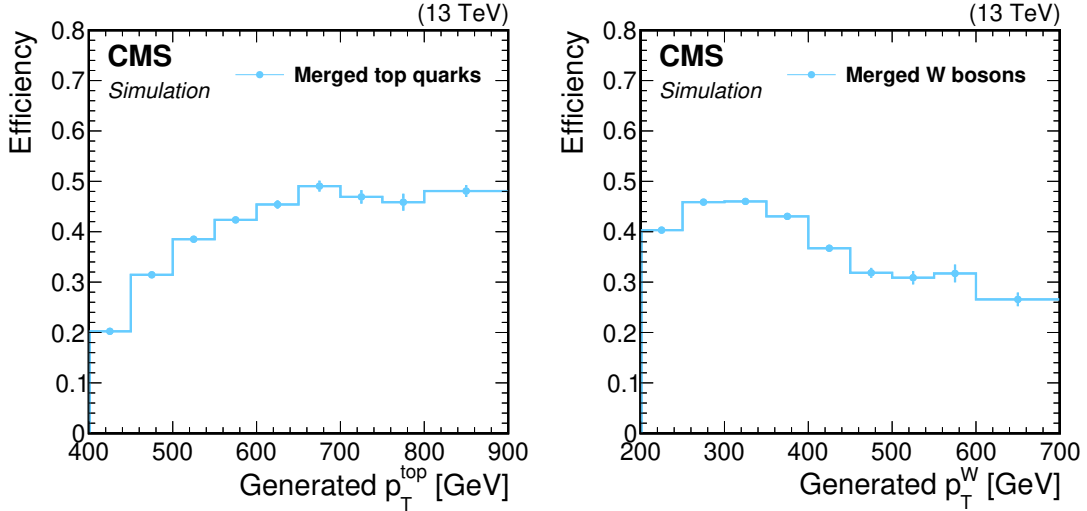 (13 TeV)
CMS
Simulation
Merged top quarks
Efficiency
0.8
0.7
0.6
0.5
0.4
0.3
0.2
0.1
0
400 500 600 700 800 900
Generated p_T^top [GeV]
(13 TeV)
CMS
Simulation
Merged W bosons
Efficiency
0.8
0.7
0.6
0.5
0.4
0.3
0.2
0.1
0
200 300 400 500 600 700
Generated p_T^W [GeV]